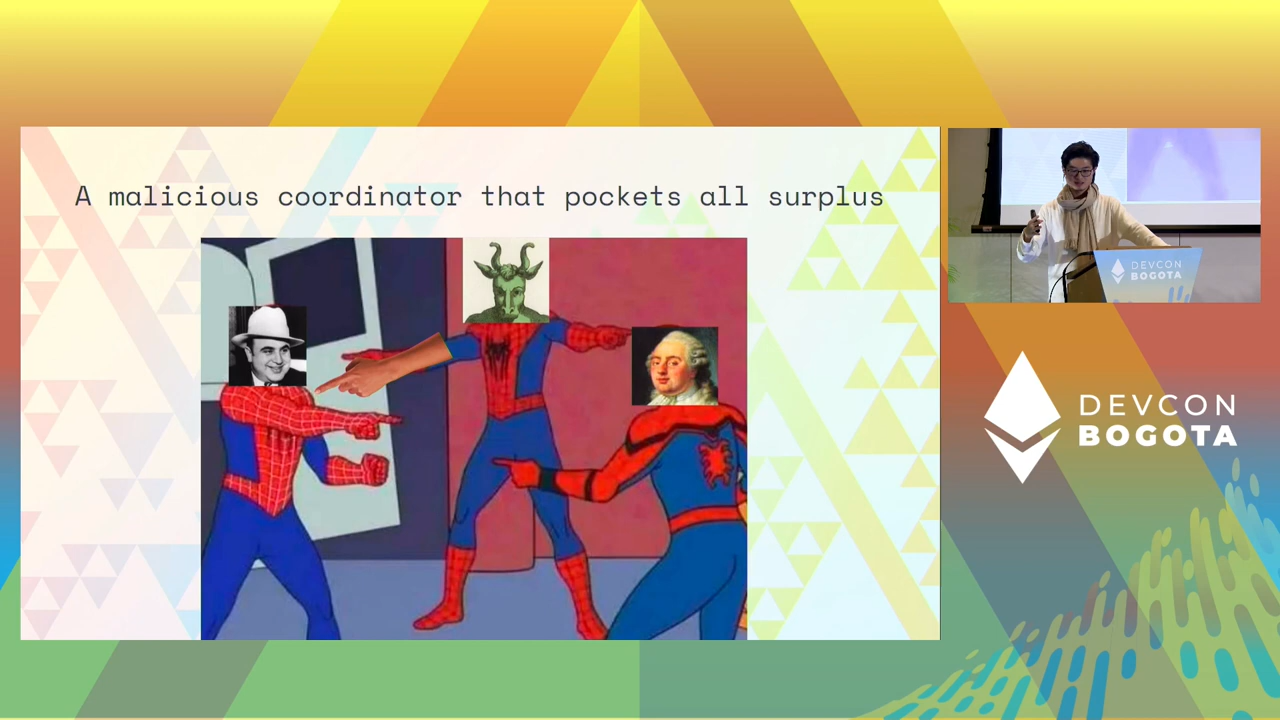 A malicious coordinator that pockets all surplus
DEVCON
BOGOTA
DEVCON
BOGOTA